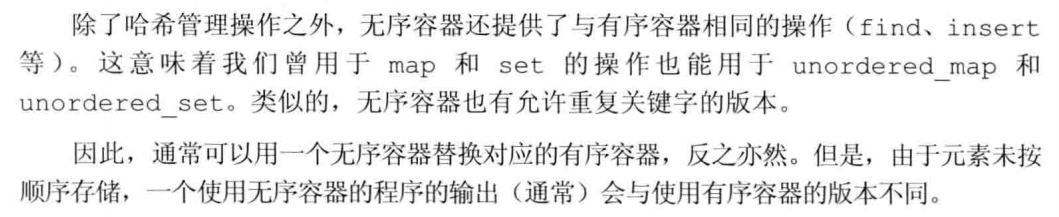 除了哈希管理操作之外，无序容器还提供了与有序容器相同的操作（find、insert
等）。这意味着我们曾用于 map 和 set 的操作也能用于 unordered_map 和
unordered_set。类似的，无序容器也有允许重复关键字的版本。
因此，通常可以用一个无序容器替换对应的有序容器，反之亦然。但是，由于元素未按
顺序存储，一个使用无序容器的程序的输出（通常）会与使用有序容器的版本不同。